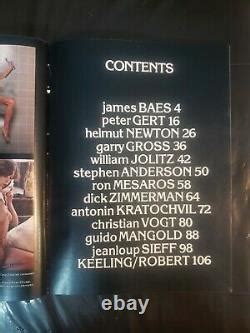 CONTENTS
james BAES 4
peter GERT 16
helmut NEWTON 26
garry GROSS 36
william JOLITZ 42
stephen ANDERSON 50
ron MESAROS 58
dick ZIMMERMAN 64
antonin KRATOCHVIL 72
christian VOGT 80
guido MANGOLD 88
jeanloup SIEFF 98
KEELING/ROBERT 106